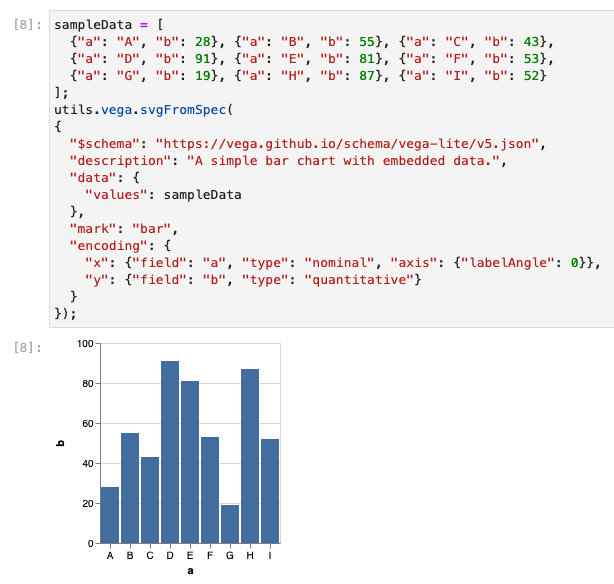 [8]: sampleData = [
{"a": "A", "b": 28}, {"a": "B", "b": 55}, {"a": "C", "b": 43},
{"a": "D", "b": 91}, {"a": "E", "b": 81}, {"a": "F", "b": 53},
{"a": "G", "b": 19}, {"a": "H", "b": 87}, {"a": "I", "b": 52}
];
utils.vega.svgFromSpec(
{
"$schema": "https://vega.github.io/schema/vega-lite/v5.json",
"description": "A simple bar chart with embedded data.",
"data": {
"values": sampleData
},
"mark": "bar",
"encoding": {
"x": {"field": "a", "type": "nominal", "axis": {"labelAngle": 0}},
"y": {"field": "b", "type": "quantitative"}
}
});
[8]:
100
80
60
b
40
20
0
A B C D E F G H I
a